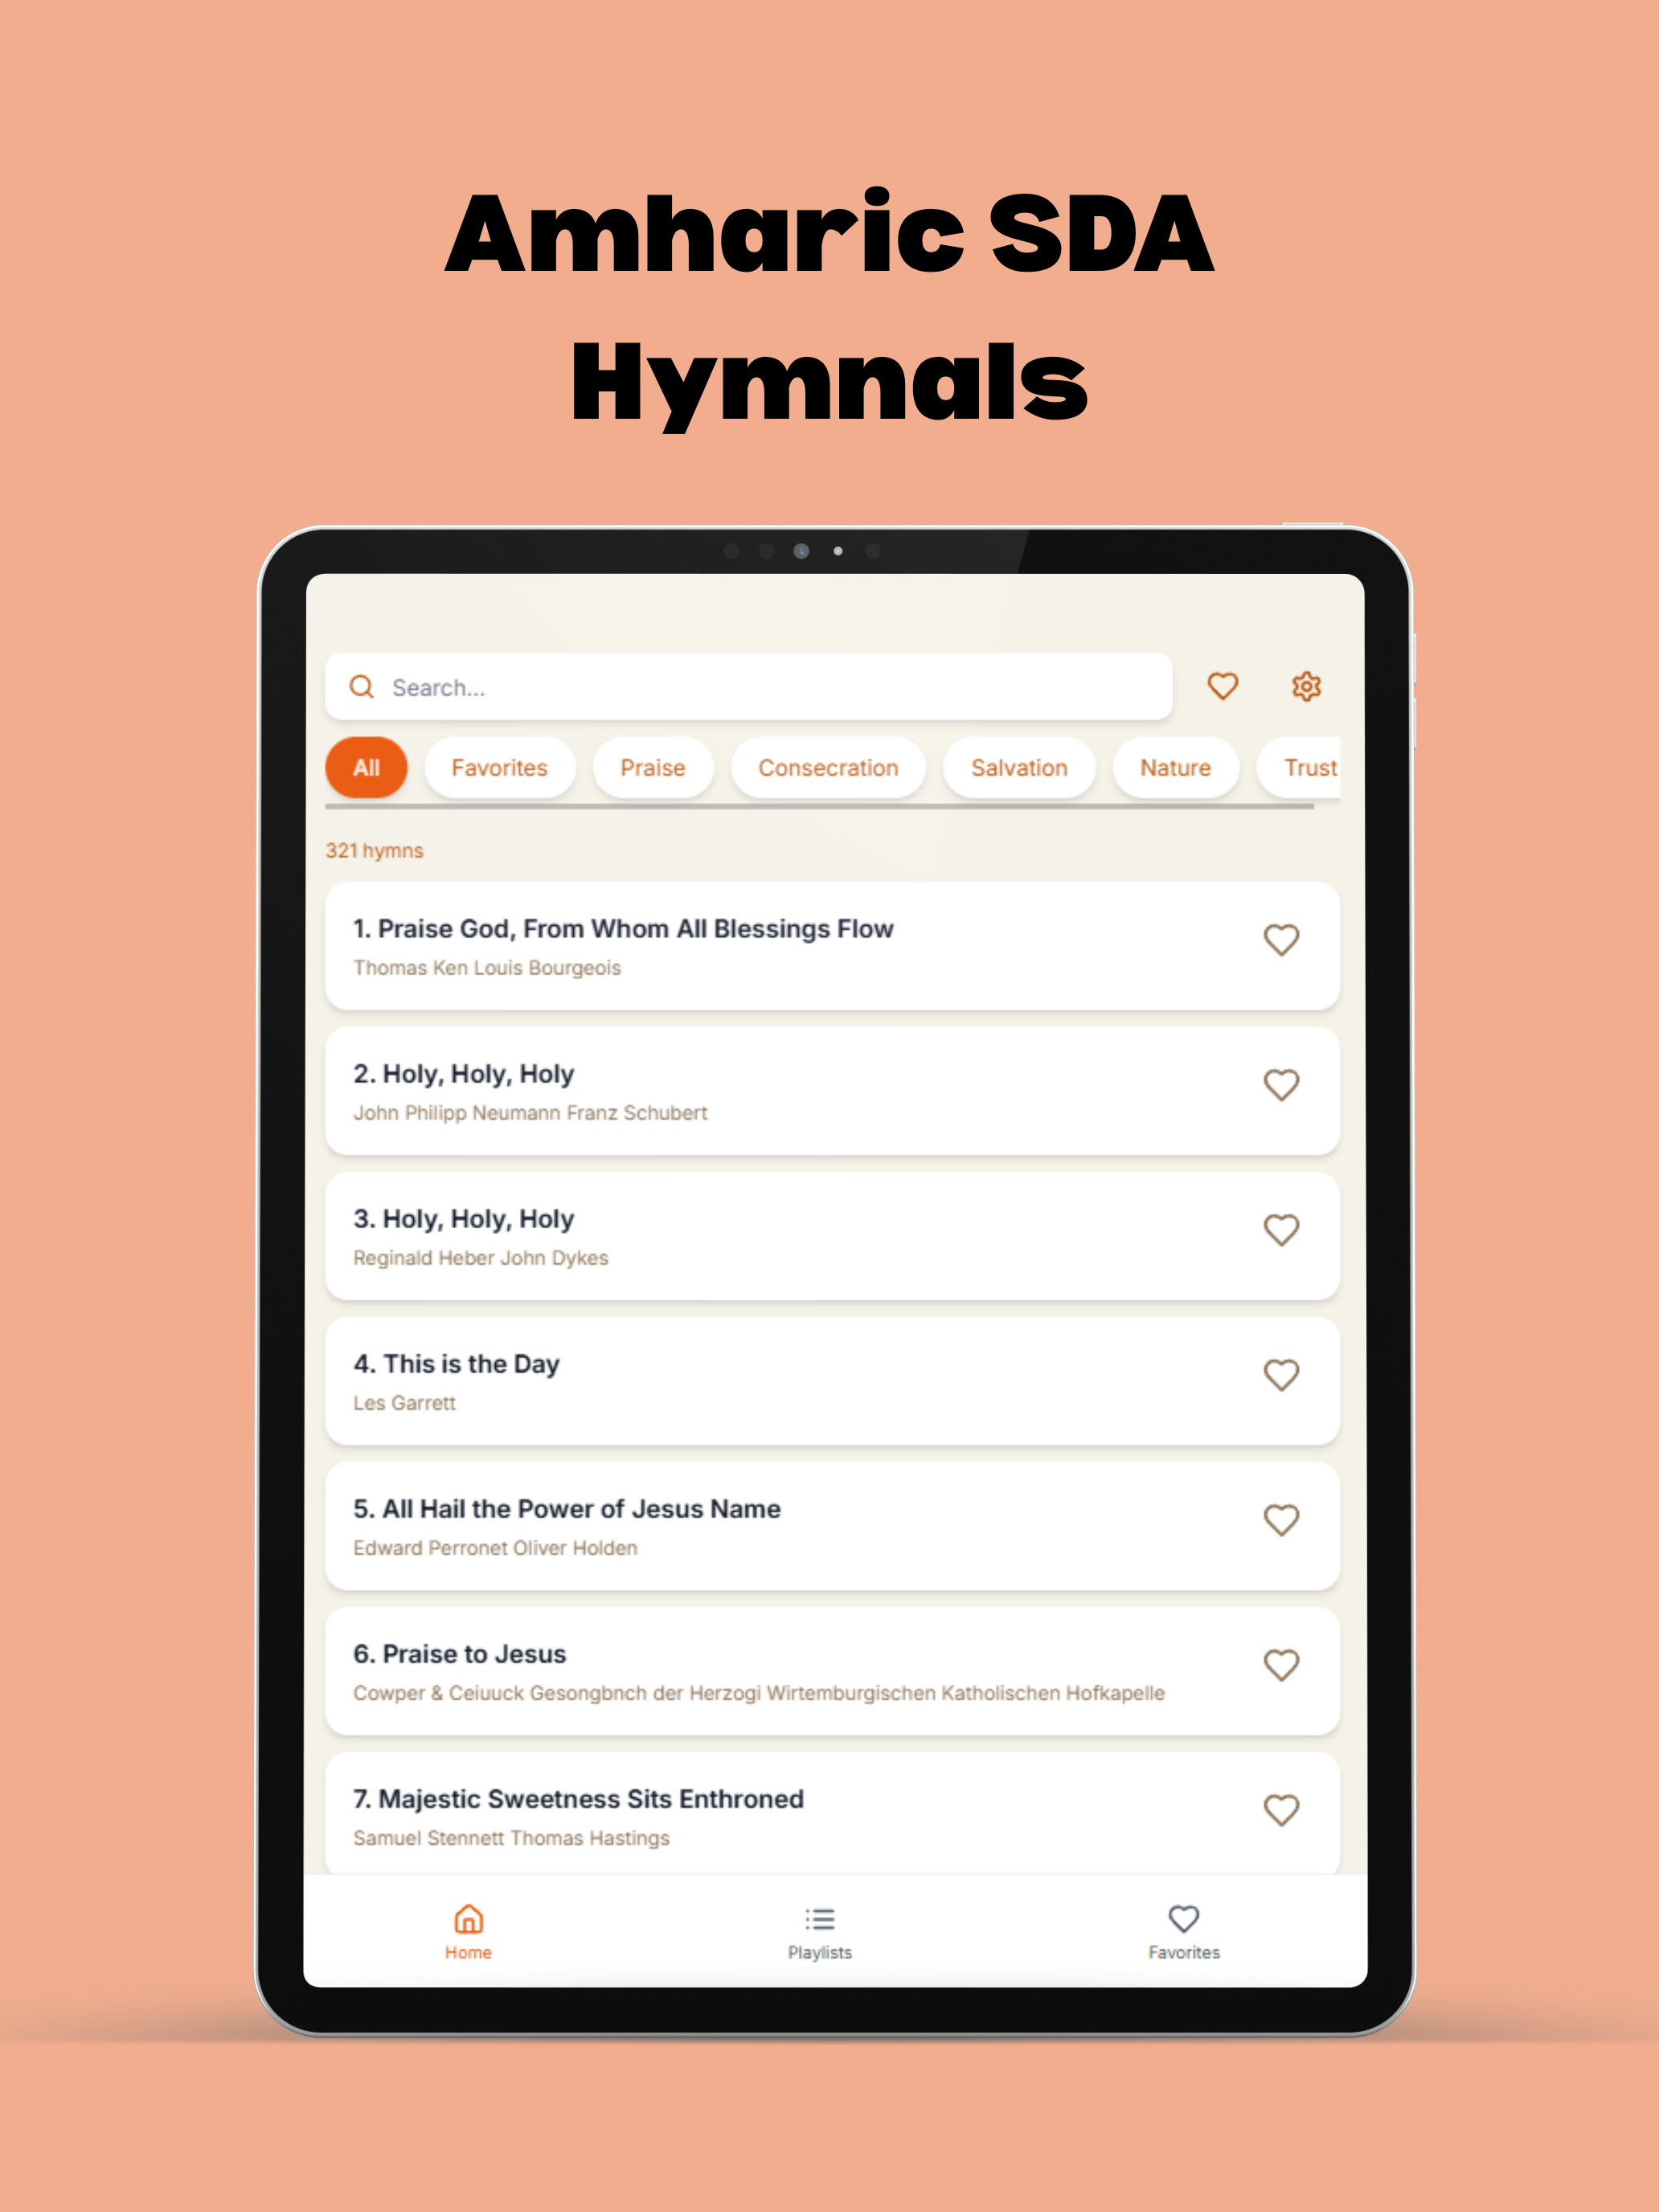 Amharic SDA
Hymnals
Search...
All Favorites Praise Consecration Salvation Nature Trust
321 hymns
1. Praise God, From Whom All Blessings Flow
Thomas Ken Louis Bourgeois
2. Holy, Holy, Holy
John Philipp Neumann Franz Schubert
3. Holy, Holy, Holy
Reginald Heber John Dykes
4. This is the Day
Les Garrett
5. All Hail the Power of Jesus Name
Edward Perronet Oliver Holden
6. Praise to Jesus
Cowper & Ceiuuck Gesongbnch der Herzogi Wirtemburgischen Katholischen Hofkapelle
7. Majestic Sweetness Sits Enthroned
Samuel Stennett Thomas Hastings
Home Playlists Favorites